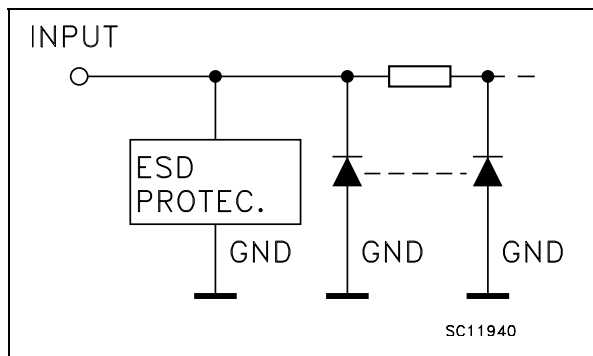 INPUT
ESD
PROTEC.
GND
GND
GND
SC11940